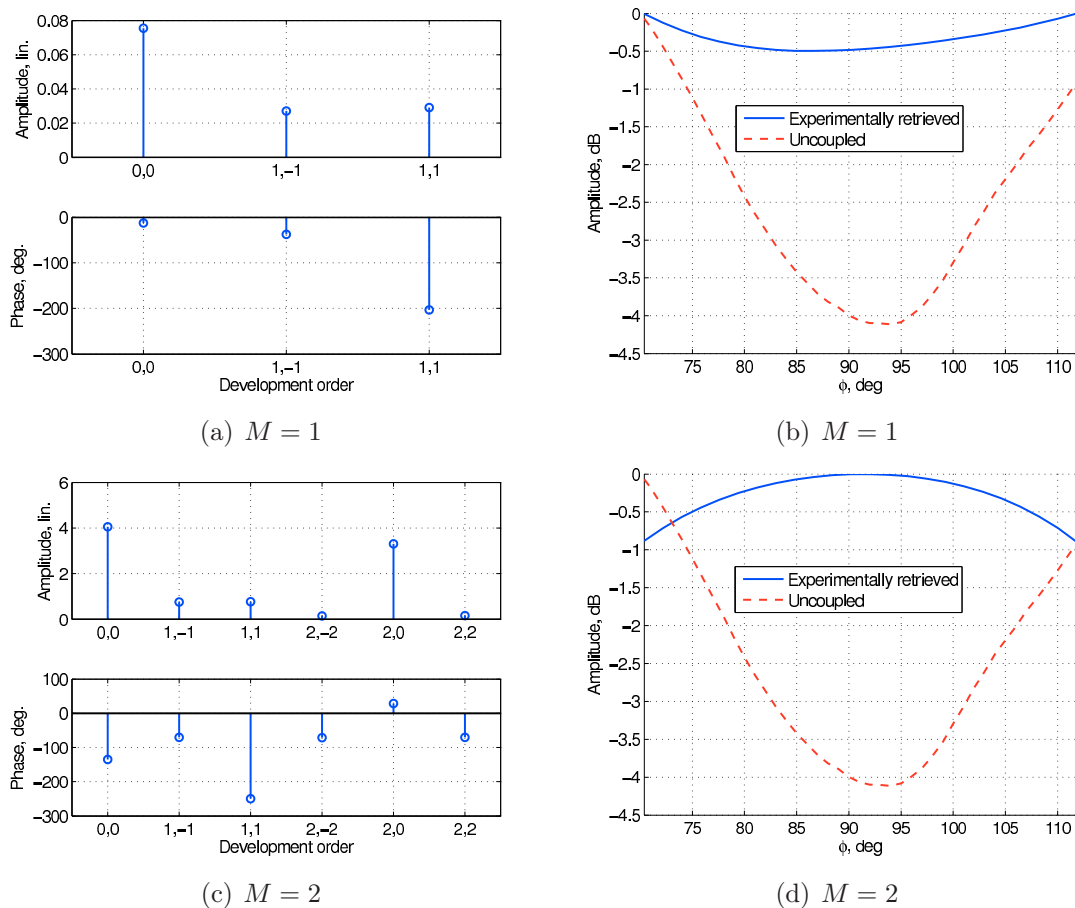 0.08
0.06
0.04
0.02
0
Amplitude, lin.
0,0
1,−1
1,1
0
−100
−200
−300
Phase, deg.
0,0
1,−1
1,1
Development order
(a) M = 1
0
−0.5
−1
−1.5
−2
−2.5
−3
−3.5
−4
−4.5
Amplitude, dB
Experimentally retrieved
Uncoupled
75 80 85 90 95 100 105 110
ϕ, deg
(b) M = 1
6
4
2
0
Amplitude, lin.
0,0 1,−1 1,1 2,−2 2,0 2,2
100
0
−100
−200
−300
Phase, deg.
0,0 1,−1 1,1 2,−2 2,0 2,2
Development order
(c) M = 2
0
−0.5
−1
−1.5
−2
−2.5
−3
−3.5
−4
−4.5
Amplitude, dB
Experimentally retrieved
Uncoupled
75 80 85 90 95 100 105 110
ϕ, deg
(d) M = 2